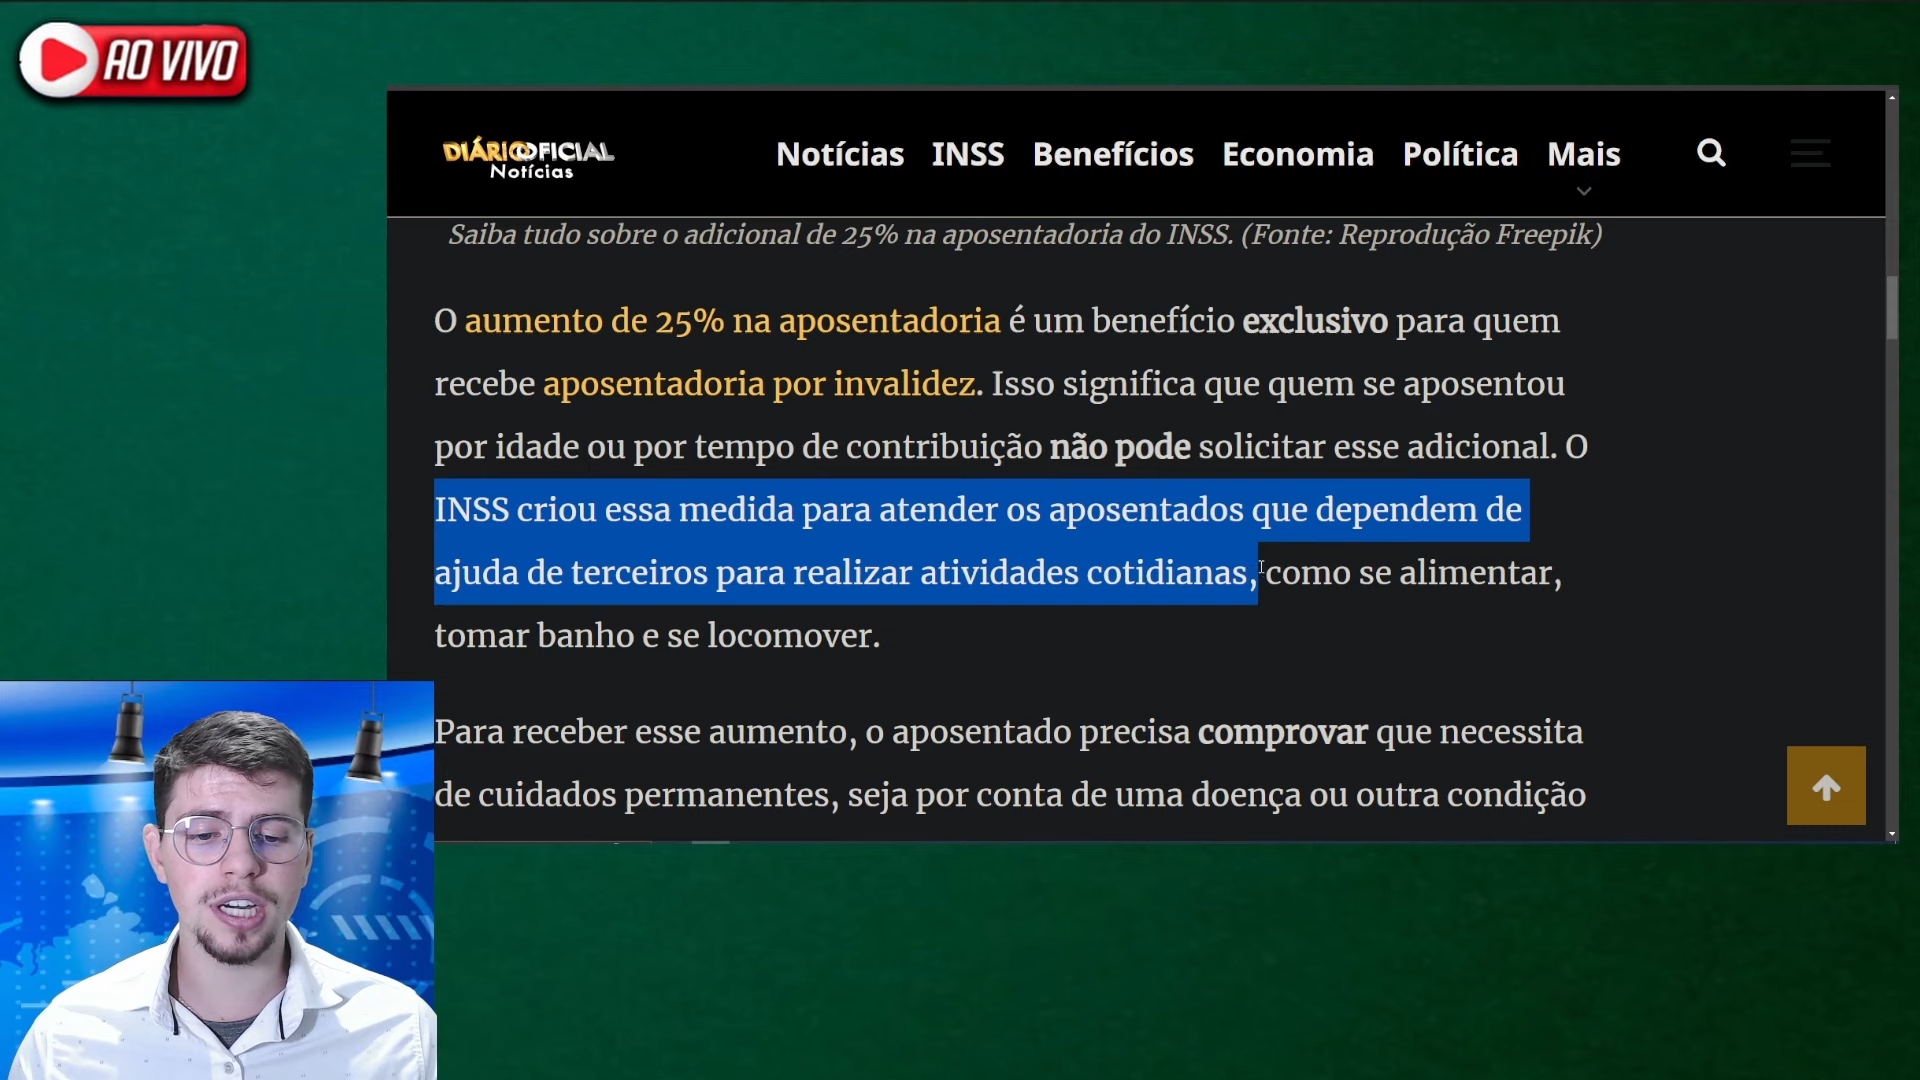 AO VIVO
DIÁRIO OFICIAL
Notícias
Notícias INSS Benefícios Economia Política Mais
Saiba tudo sobre o adicional de 25% na aposentadoria do INSS. (Fonte: Reprodução Freepik)
O aumento de 25% na aposentadoria é um benefício exclusivo para quem
recebe aposentadoria por invalidez. Isso significa que quem se aposentou
por idade ou por tempo de contribuição não pode solicitar esse adicional. O
INSS criou essa medida para atender os aposentados que dependem de
ajuda de terceiros para realizar atividades cotidianas, como se alimentar,
tomar banho e se locomover.
Para receber esse aumento, o aposentado precisa comprovar que necessita
de cuidados permanentes, seja por conta de uma doença ou outra condição